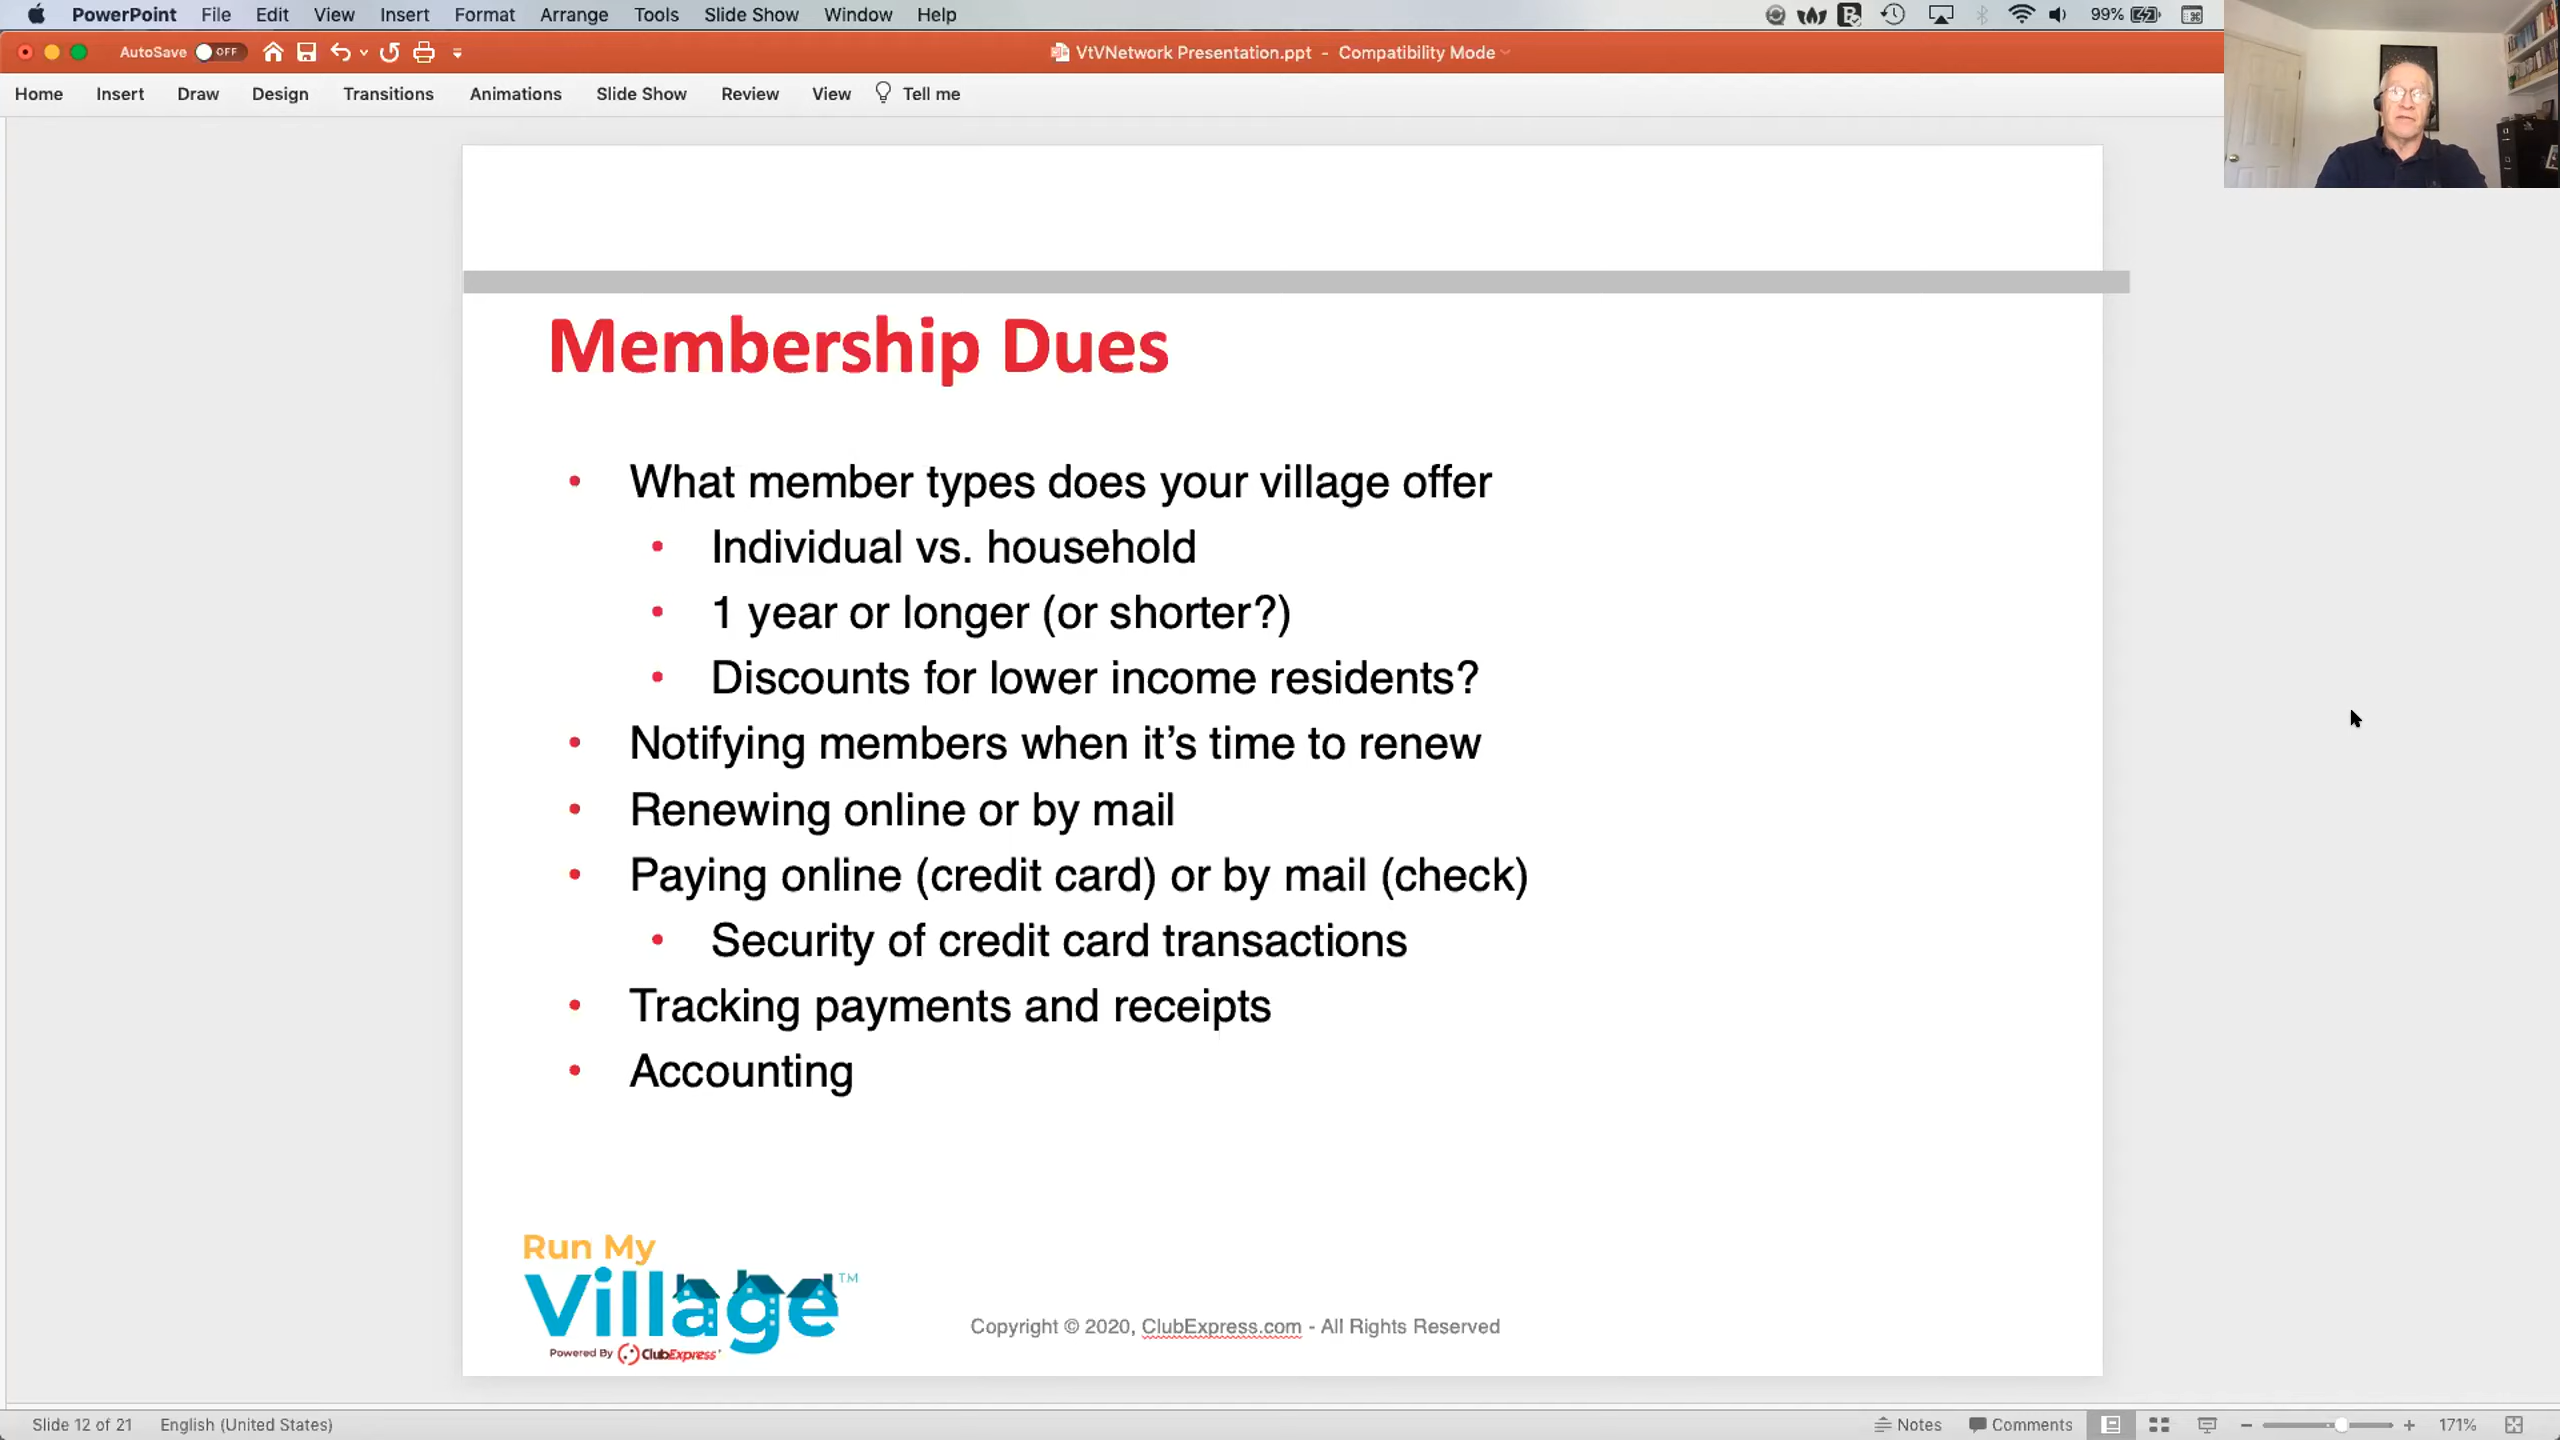 PowerPoint File Edit View Insert Format Arrange Tools Slide Show Window Help 99%
AutoSave OFF VtVNetwork Presentation.ppt - Compatibility Mode
Home Insert Draw Design Transitions Animations Slide Show Review View Tell me
Membership Dues
• What member types does your village offer
• Individual vs. household
• 1 year or longer (or shorter?)
• Discounts for lower income residents?
• Notifying members when it’s time to renew
• Renewing online or by mail
• Paying online (credit card) or by mail (check)
• Security of credit card transactions
• Tracking payments and receipts
• Accounting
Run My
Village™
Powered By ClubExpress
Copyright © 2020, ClubExpress.com - All Rights Reserved
Slide 12 of 21 English (United States) Notes Comments 171%